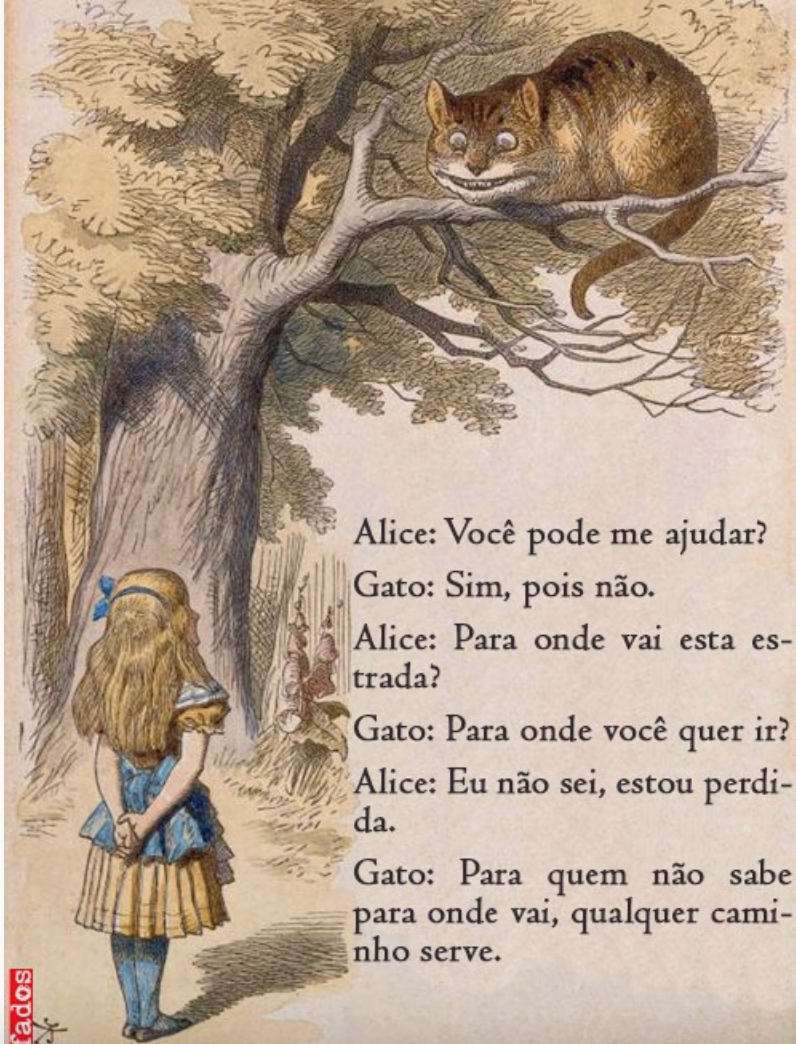 Alice: Você pode me ajudar?
Gato: Sim, pois não.
Alice: Para onde vai esta es-
trada?
Gato: Para onde você quer ir?
Alice: Eu não sei, estou perdi-
da.
Gato: Para quem não sabe
para onde vai, qualquer cami-
nho serve.
fados